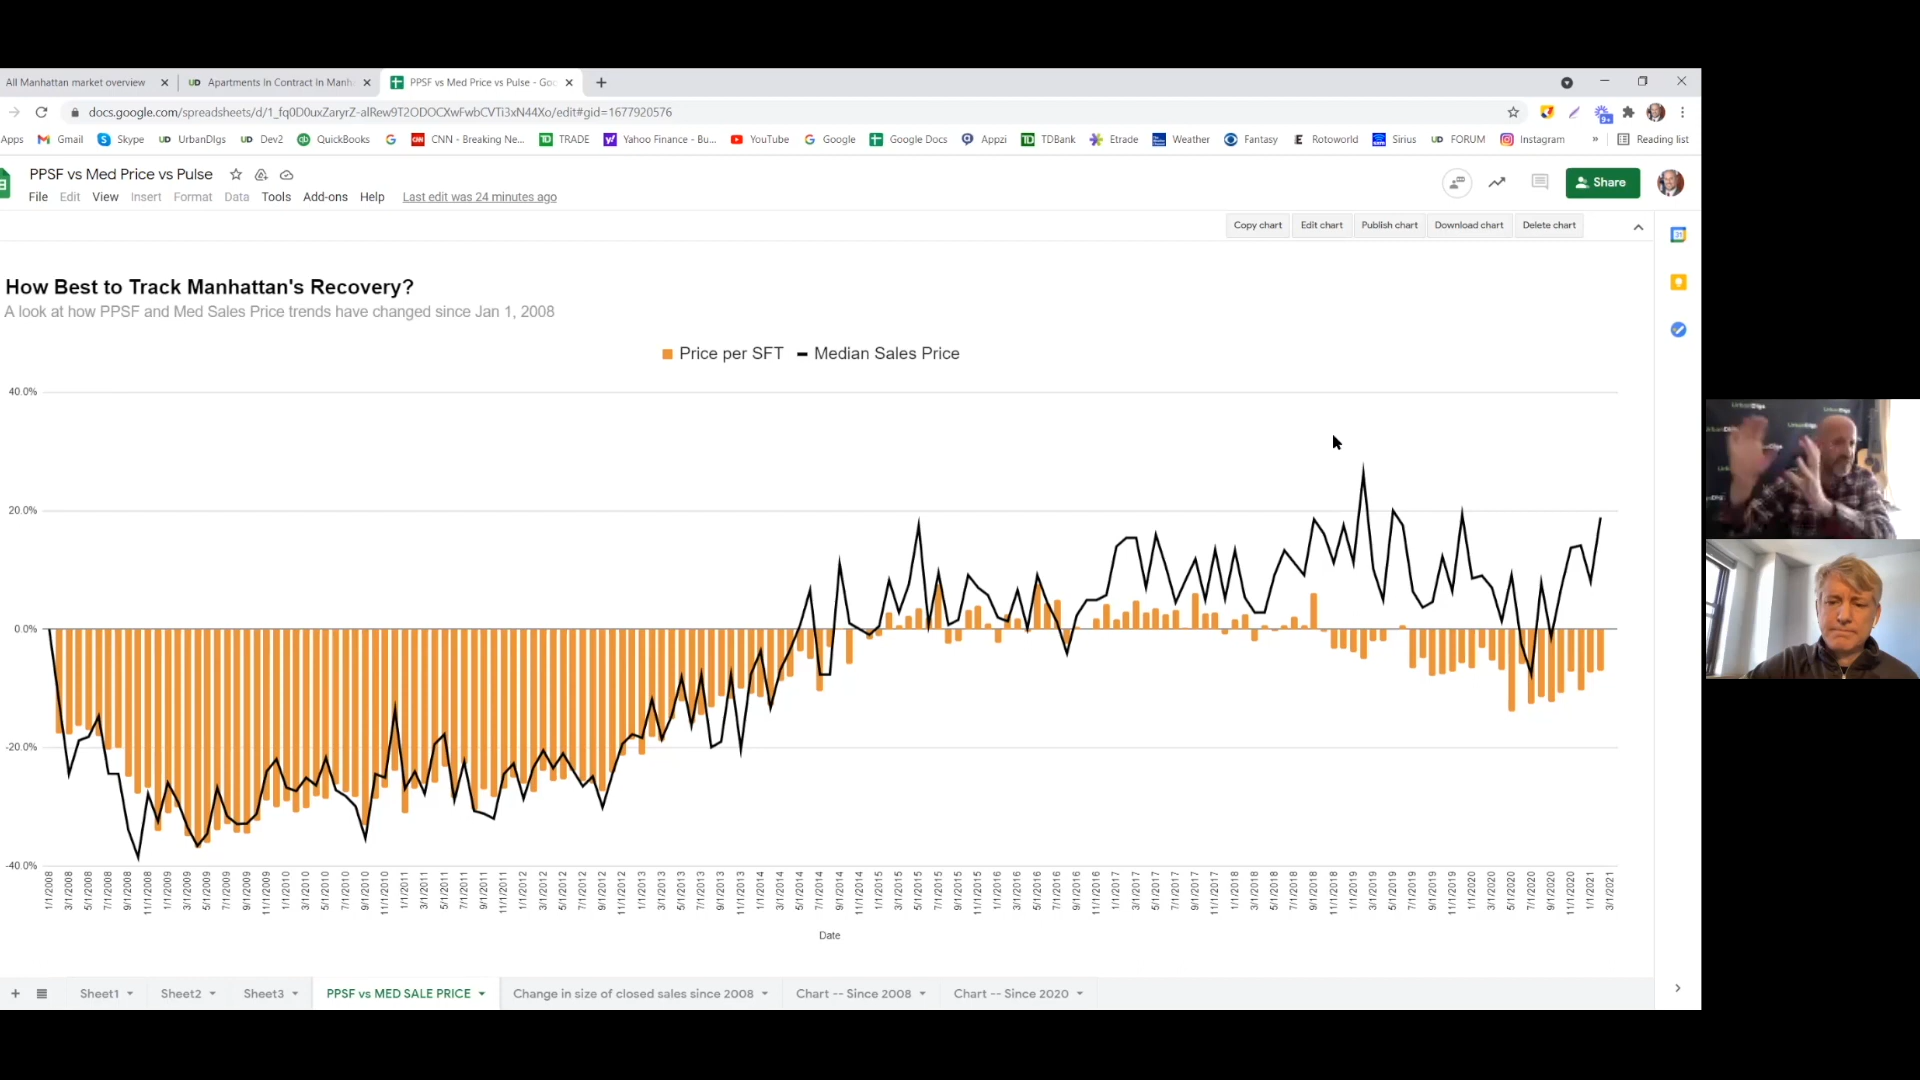 All Manhattan market overview
UD Apartments In Contract in Manh
PPSF vs Med Price vs Pulse - Goo
docs.google.com/spreadsheets/d/1_fq0D0uxZaryrZ-alRew9T2ODOCXwFwbCVTi3xN44Xo/edit#gid=1677920576
9+
Apps Gmail Skype UD UrbanDigs UD Dev2 QuickBooks CNN - Breaking Ne... TRADE Yahoo Finance - Bu... YouTube Google Google Docs Appzi TDBank Etrade Weather Fantasy Rotoworld Sirius UD FORUM Instagram » Reading list
PPSF vs Med Price vs Pulse
File Edit View Insert Format Data Tools Add-ons Help Last edit was 24 minutes ago
Share
Copy chart Edit chart Publish chart Download chart Delete chart
31
How Best to Track Manhattan's Recovery?
A look at how PPSF and Med Sales Price trends have changed since Jan 1, 2008
Price per SFT Median Sales Price
40.0%
20.0%
0.0%
-20.0%
-40.0%
1/1/2008 3/1/2008 5/1/2008 7/1/2008 9/1/2008 11/1/2008 1/1/2009 3/1/2009 5/1/2009 7/1/2009 9/1/2009 11/1/2009 1/1/2010 3/1/2010 5/1/2010 7/1/2010 9/1/2010 11/1/2010 1/1/2011 3/1/2011 5/1/2011 7/1/2011 9/1/2011 11/1/2011 1/1/2012 3/1/2012 5/1/2012 7/1/2012 9/1/2012 11/1/2012 1/1/2013 3/1/2013 5/1/2013 7/1/2013 9/1/2013 11/1/2013 1/1/2014 3/1/2014 5/1/2014 7/1/2014 9/1/2014 11/1/2014 1/1/2015 3/1/2015 5/1/2015 7/1/2015 9/1/2015 11/1/2015 1/1/2016 3/1/2016 5/1/2016 7/1/2016 9/1/2016 11/1/2016 1/1/2017 3/1/2017 5/1/2017 7/1/2017 9/1/2017 11/1/2017 1/1/2018 3/1/2018 5/1/2018 7/1/2018 9/1/2018 11/1/2018 1/1/2019 3/1/2019 5/1/2019 7/1/2019 9/1/2019 11/1/2019 1/1/2020 3/1/2020 5/1/2020 7/1/2020 9/1/2020 11/1/2020 1/1/2021 3/1/2021
Date
Sheet1 Sheet2 Sheet3 PPSF vs MED SALE PRICE Change in size of closed sales since 2008 Chart -- Since 2008 Chart -- Since 2020